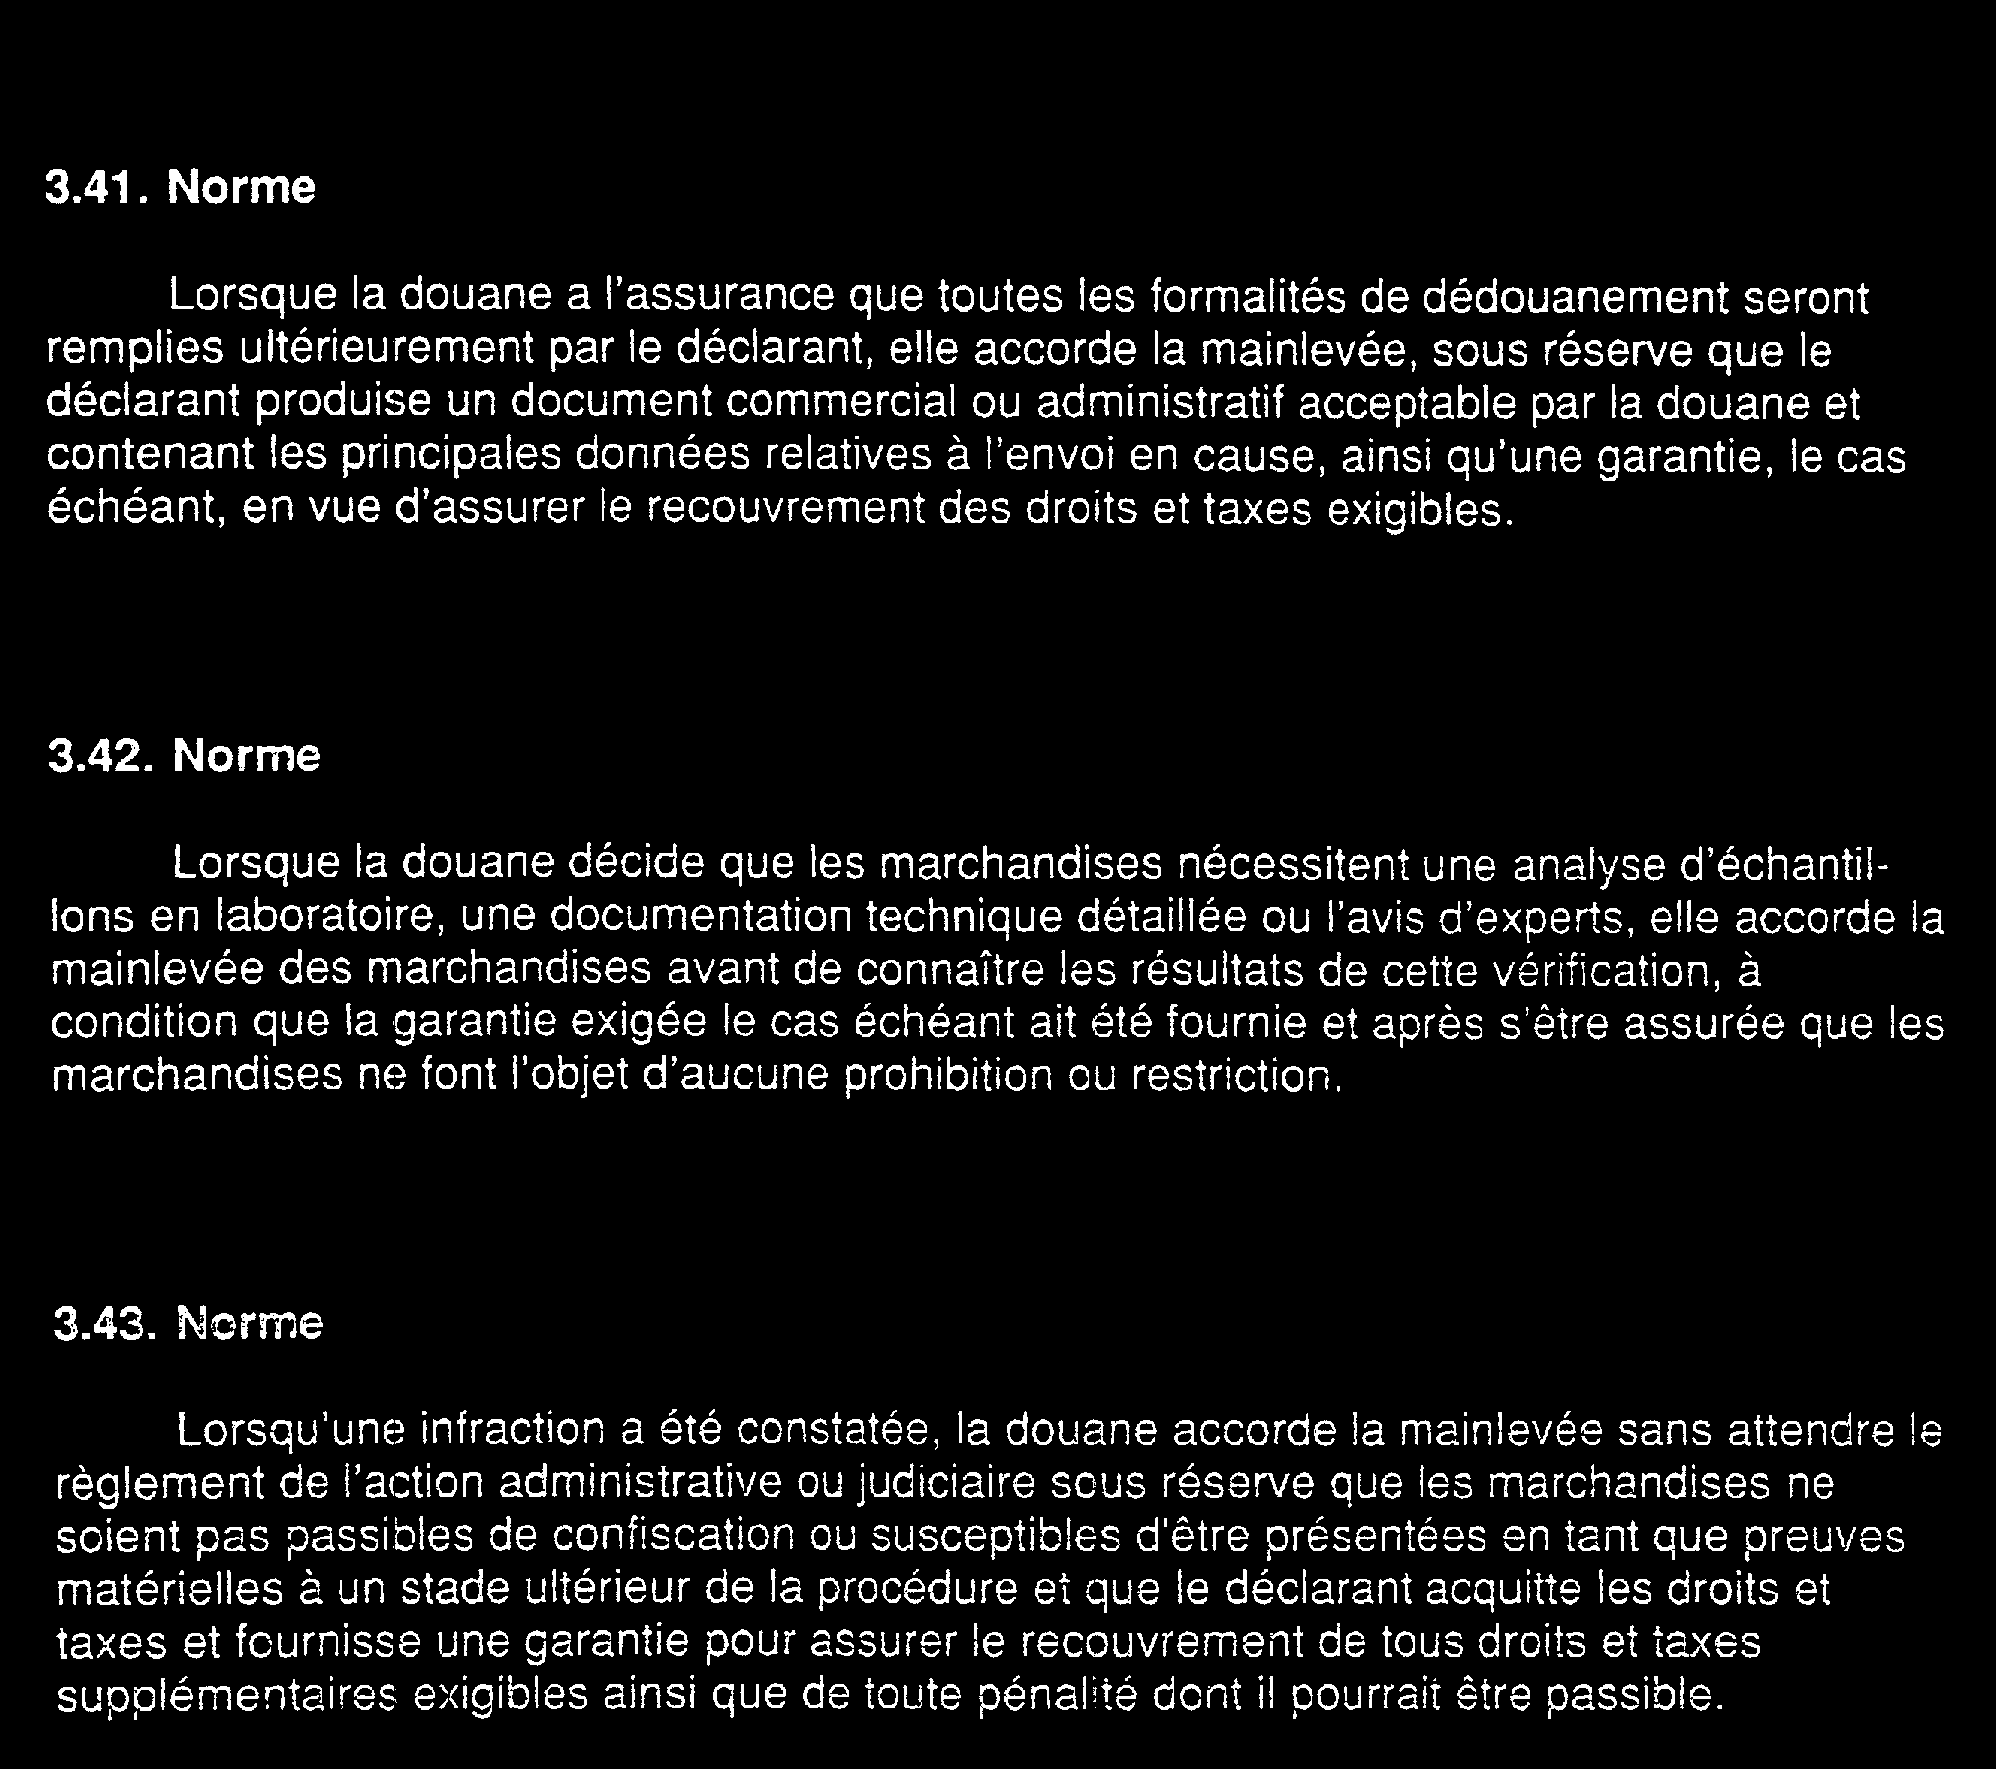 3.41. Norme
Lorsque la douane a l'assurance que toutes les formalités de dédouanement seront
remplies ultérieurement par le déclarant, elle accorde la mainlevée, sous réserve que le
déclarant produise un document commercial ou administratif acceptable par la douane et
contenant les principales données relatives à l'envoi en cause, ainsi qu'une garantie, le cas
échéant, en vue d'assurer le recouvrement des droits et taxes exigibles.
3.42. Norme
Lorsque la douane décide que les marchandises nécessitent une analyse d'échantil-
lons en laboratoire, une documentation technique détaillée ou l'avis d'experts, elle accorde la
mainlevée des marchandises avant de connaître les résultats de cette vérification, à
condition que la garantie exigée le cas échéant ait été fournie et après s'être assurée que les
marchandises ne font l'objet d'aucune prohibition ou restriction.
3.43. Norme
Lorsqu'une infraction a été constatée, la douane accorde la mainlevée sans attendre le
règlement de l'action administrative ou judiciaire sous réserve que les marchandises ne
soient pas passibles de confiscation ou susceptibles d'être présentées en tant que preuves
matérielles à un stade ultérieur de la procédure et que le déclarant acquitte les droits et
taxes et fournisse une garantie pour assurer le recouvrement de tous droits et taxes
supplémentaires exigibles ainsi que de toute pénalité dont il pourrait être passible.